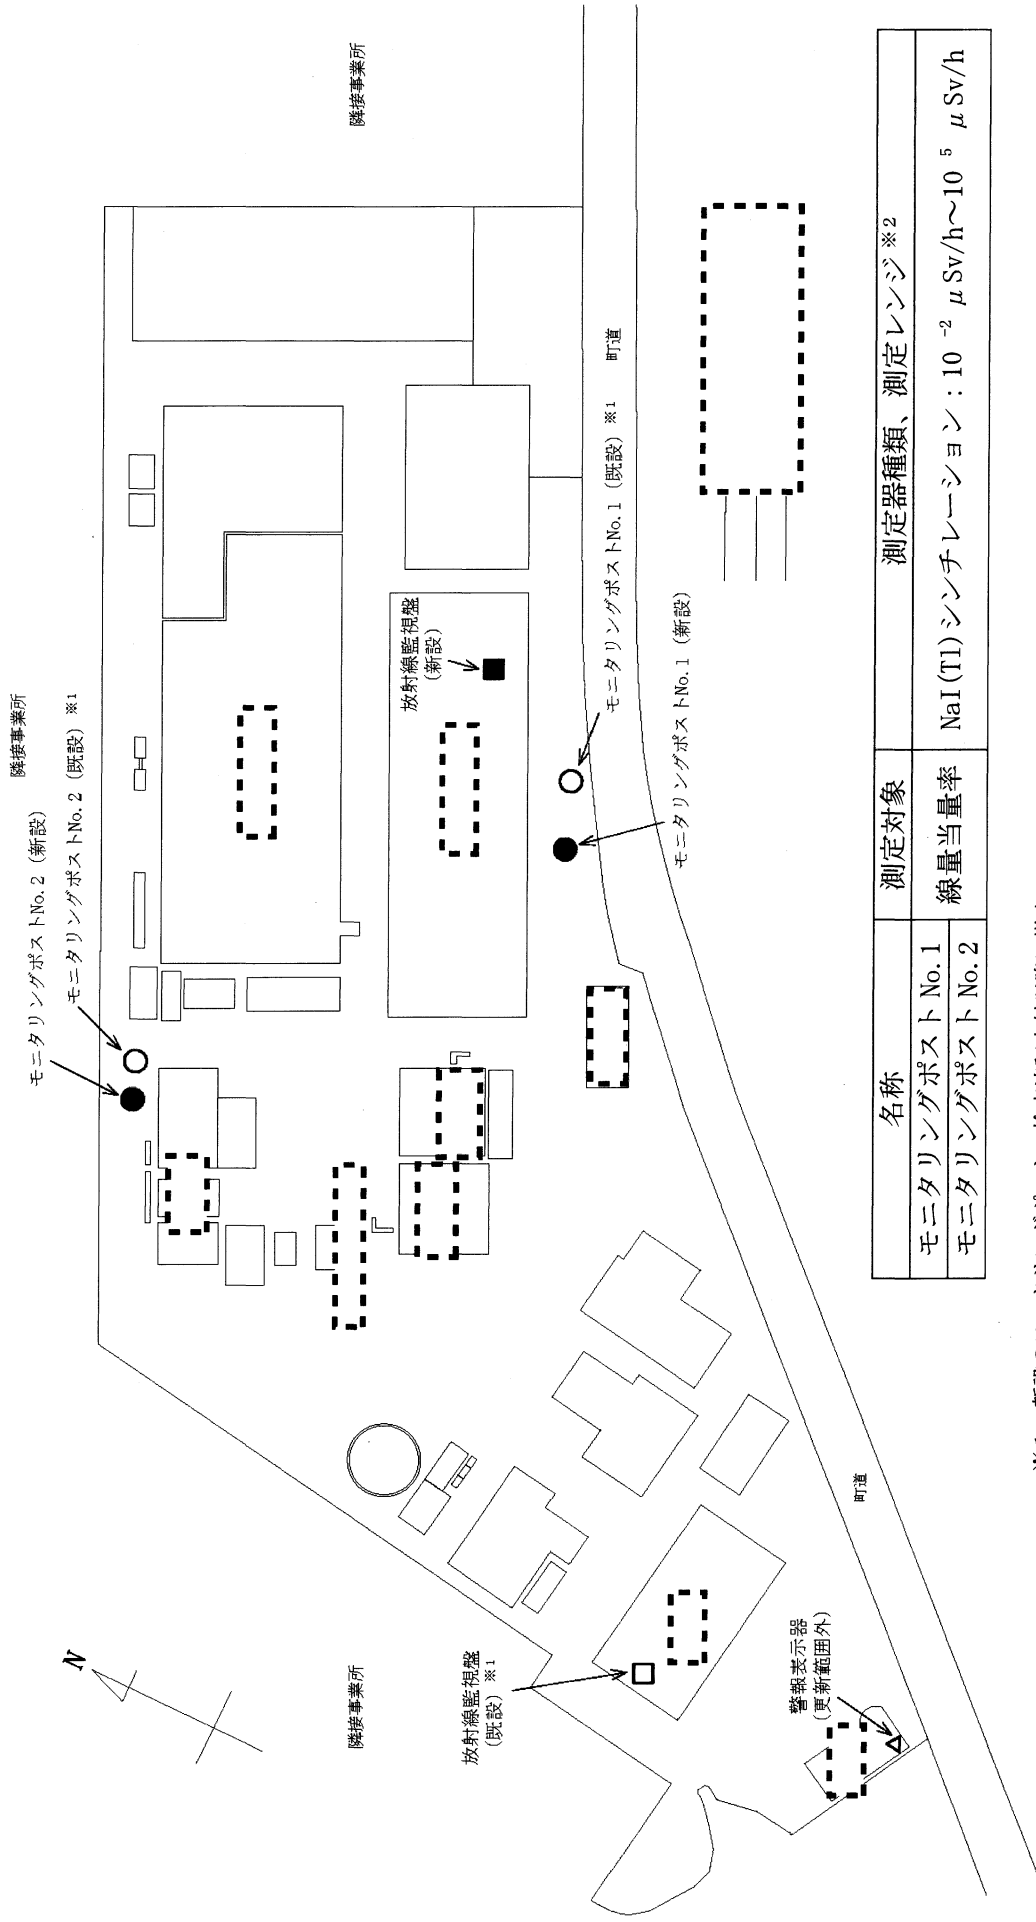 隣接事業所
隣接事業所
モニタリングポストNo.2 (新設)
モニタリングポストNo.2 (既設) ※1
放射線監視盤
(新設)
モニタリングポストNo.1 (既設) ※1
町道
モニタリングポストNo.1 (新設)
N
隣接事業所
放射線監視盤
(既設) ※1
警報表示器
(更新範囲外)
町道
名称 測定対象 測定器種類、測定レンジ※2
モニタリングポストNo.1 線量当量率 NaI(Tl)シンチレーション:10⁻² μSv/h~10⁵ μSv/h
モニタリングポストNo.2